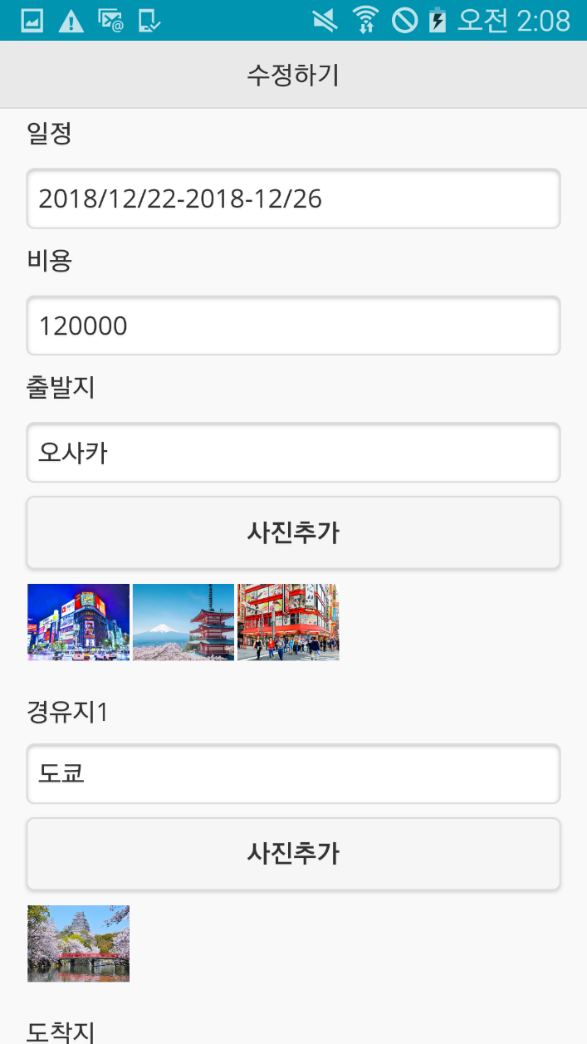 오전 2:08
수정하기
일정
2018/12/22-2018-12/26
비용
120000
출발지
오사카
사진추가
경유지1
도쿄
사진추가
도착지